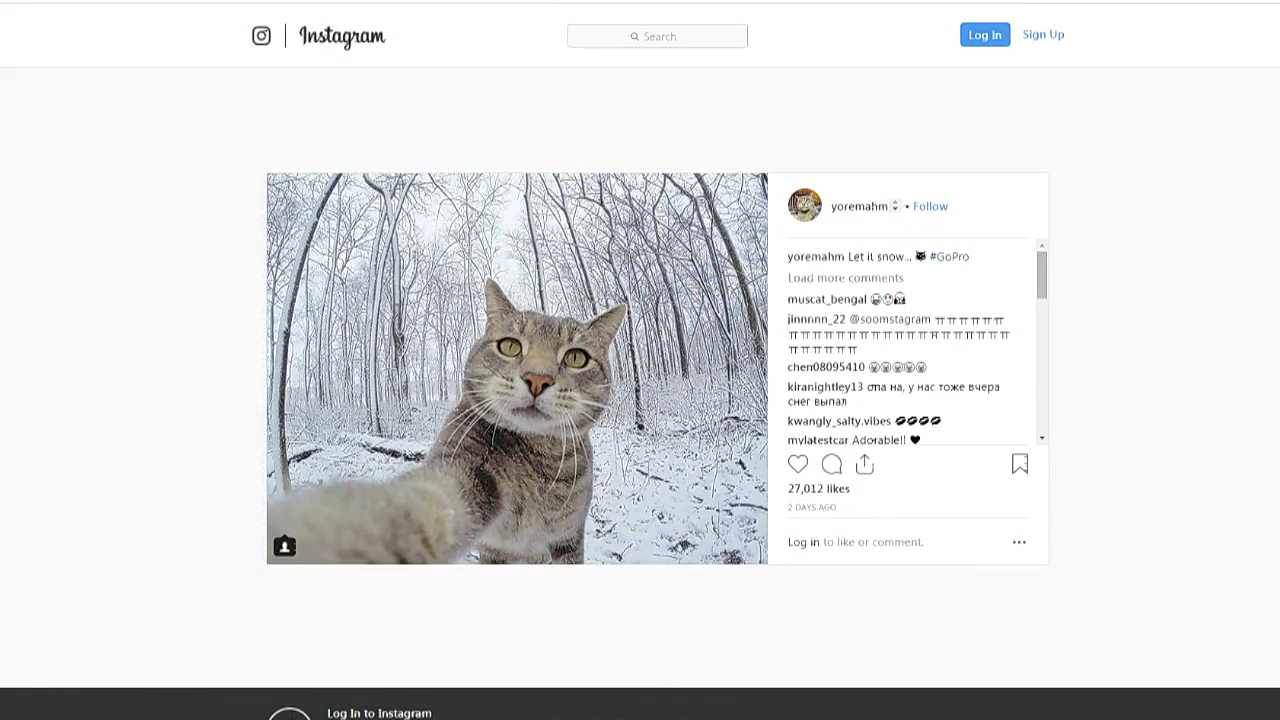 Instagram
Search
Log In
Sign Up
yoremahm • Follow
yoremahm Let it snow... #GoPro
Load more comments
muscat_bengal
jinnnnn_22 @soomstagram ㅠㅠㅠㅠㅠㅠ
ㅠㅠㅠㅠㅠㅠㅠㅠㅠㅠㅠㅠㅠㅠㅠㅠㅠㅠㅠ
ㅠㅠㅠㅠㅠㅠ
chen08095410
kiranightley13 опа на, у нас тоже вчера
снег выпал
kwangly_salty.vibes
mylatestcar Adorable!! ♥
27,012 likes
2 DAYS AGO
Log in to like or comment.
Log In to Instagram